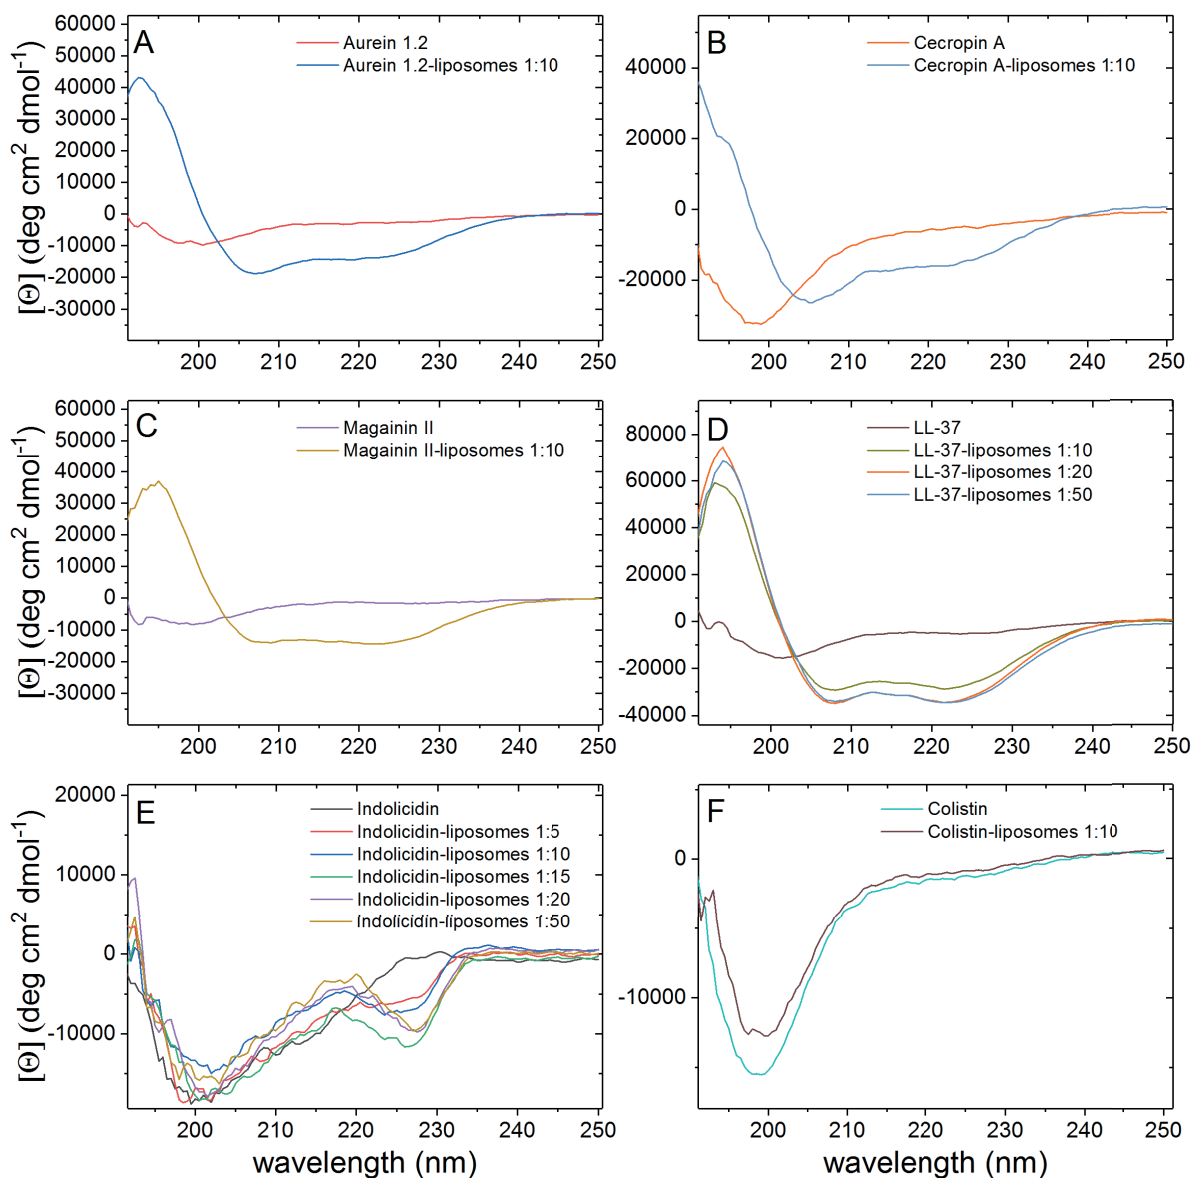 A
Aurein 1.2
Aurein 1.2-liposomes 1:10
60000
50000
40000
30000
20000
10000
0
-10000
-20000
-30000
200 210 220 230 240 250
[Θ] (deg cm² dmol⁻¹)
B
Cecropin A
Cecropin A-liposomes 1:10
40000
20000
0
-20000
200 210 220 230 240 250
C
Magainin II
Magainin II-liposomes 1:10
60000
50000
40000
30000
20000
10000
0
-10000
-20000
-30000
200 210 220 230 240 250
[Θ] (deg cm² dmol⁻¹)
D
LL-37
LL-37-liposomes 1:10
LL-37-liposomes 1:20
LL-37-liposomes 1:50
80000
60000
40000
20000
0
-20000
-40000
200 210 220 230 240 250
E
Indolicidin
Indolicidin-liposomes 1:5
Indolicidin-liposomes 1:10
Indolicidin-liposomes 1:15
Indolicidin-liposomes 1:20
Indolicidin-liposomes 1:50
20000
10000
0
-10000
200 210 220 230 240 250
[Θ] (deg cm² dmol⁻¹)
wavelength (nm)
F
Colistin
Colistin-liposomes 1:10
0
-10000
200 210 220 230 240 250
wavelength (nm)